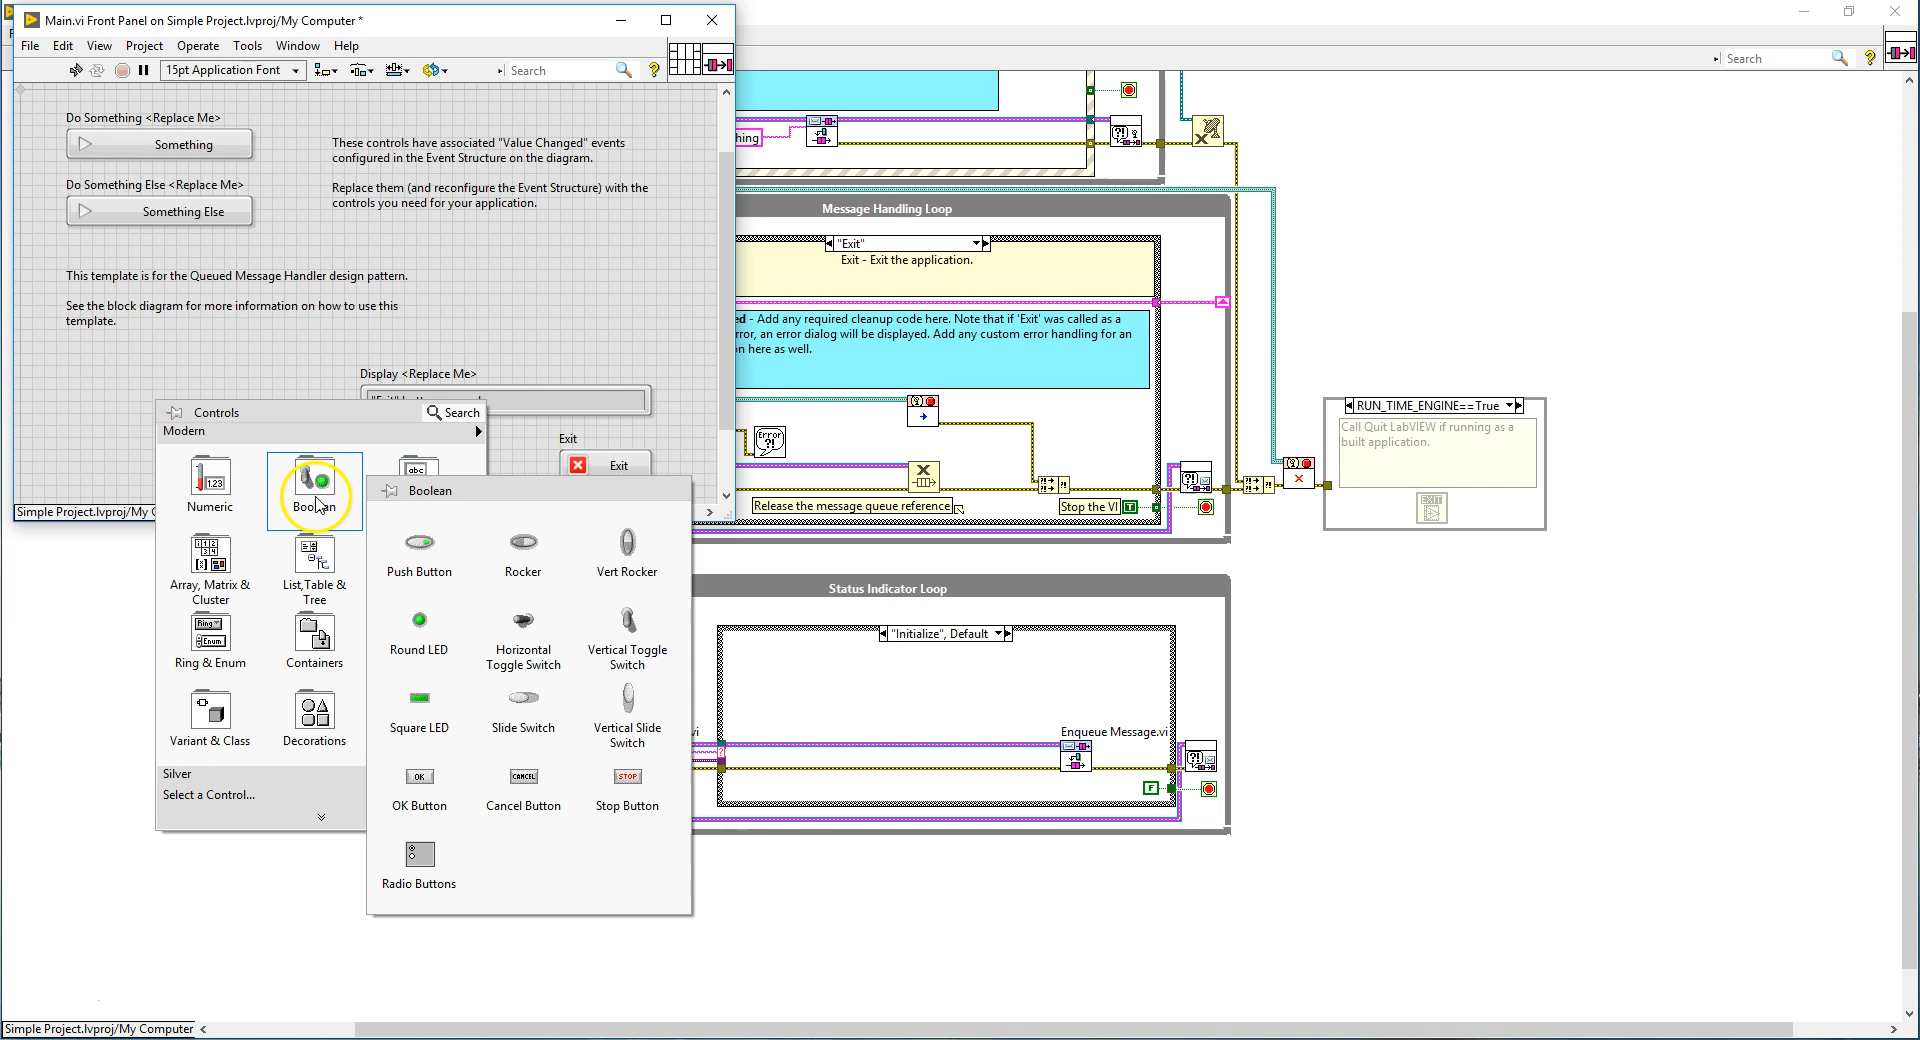 Main.vi Front Panel on Simple Project.lvproj/My Computer *
File Edit View Project Operate Tools Window Help
15pt Application Font
Search
Search
Do Something <Replace Me>
Something
Do Something Else <Replace Me>
Something Else
These controls have associated "Value Changed" events
configured in the Event Structure on the diagram.
Replace them (and reconfigure the Event Structure) with the
controls you need for your application.
This template is for the Queued Message Handler design pattern.
See the block diagram for more information on how to use this
template.
Display <Replace Me>
Exit
Exit
Simple Project.lvproj/My C
Controls
Search
Modern
Numeric
Boolean
Array, Matrix &
Cluster
List, Table &
Tree
Ring & Enum
Containers
Variant & Class
Decorations
Silver
Select a Control...
Boolean
Push Button
Rocker
Vert Rocker
Round LED
Horizontal
Toggle Switch
Vertical Toggle
Switch
Square LED
Slide Switch
Vertical Slide
Switch
OK
CANCEL
STOP
OK Button
Cancel Button
Stop Button
Radio Buttons
hing
Message Handling Loop
"Exit"
Exit - Exit the application.
ed - Add any required cleanup code here. Note that if 'Exit' was called as a
rror, an error dialog will be displayed. Add any custom error handling for an
n here as well.
Error
?!
Release the message queue reference
Stop the VI
T
RUN_TIME_ENGINE==True
Call Quit LabVIEW if running as a
built application.
EXIT
Status Indicator Loop
"Initialize", Default
vi
Enqueue Message.vi
F
Simple Project.lvproj/My Computer